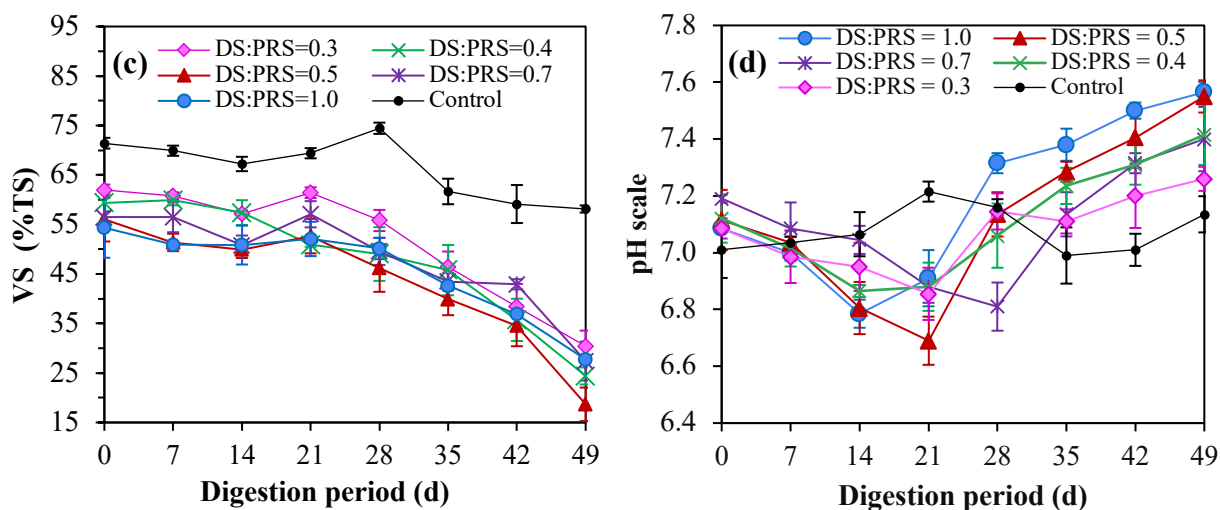 (c)
DS:PRS=0.3
DS:PRS=0.4
DS:PRS=0.5
DS:PRS=0.7
DS:PRS=1.0
Control
VS (%TS)
95
85
75
65
55
45
35
25
15
0 7 14 21 28 35 42 49
Digestion period (d)
(d)
DS:PRS = 1.0
DS:PRS = 0.5
DS:PRS = 0.7
DS:PRS = 0.4
DS:PRS = 0.3
Control
pH scale
7.8
7.4
7.2
7.0
6.8
6.6
6.4
0 7 14 21 28 35 42 49
Digestion period (d)